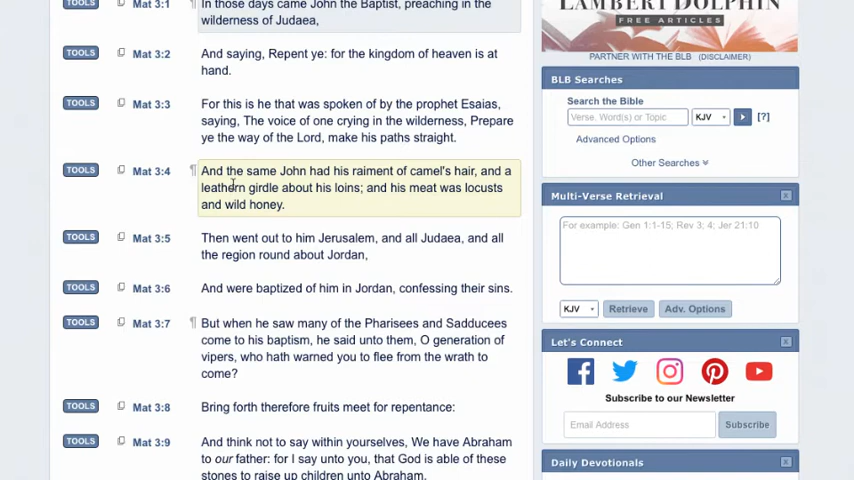 TOOLS Mat 3:1 ¶ In those days came John the Baptist, preaching in the
wilderness of Judaea,
TOOLS Mat 3:2 And saying, Repent ye: for the kingdom of heaven is at
hand.
TOOLS Mat 3:3 For this is he that was spoken of by the prophet Esaias,
saying, The voice of one crying in the wilderness, Prepare
ye the way of the Lord, make his paths straight.
TOOLS Mat 3:4 ¶ And the same John had his raiment of camel's hair, and a
leathern girdle about his loins; and his meat was locusts
and wild honey.
TOOLS Mat 3:5 Then went out to him Jerusalem, and all Judaea, and all
the region round about Jordan,
TOOLS Mat 3:6 And were baptized of him in Jordan, confessing their sins.
TOOLS Mat 3:7 ¶ But when he saw many of the Pharisees and Sadducees
come to his baptism, he said unto them, O generation of
vipers, who hath warned you to flee from the wrath to
come?
TOOLS Mat 3:8 Bring forth therefore fruits meet for repentance:
TOOLS Mat 3:9 And think not to say within yourselves, We have Abraham
to our father: for I say unto you, that God is able of these
stones to raise up children unto Abraham.
LAMBERT DOLPHIN
FREE ARTICLES
PARTNER WITH THE BLB (DISCLAIMER)
BLB Searches
Search the Bible
Verse, Word(s) or Topic KJV [?]
Advanced Options
Other Searches
Multi-Verse Retrieval
For example: Gen 1:1-15; Rev 3; 4; Jer 21:10
KJV Retrieve Adv. Options
Let's Connect
Subscribe to our Newsletter
Email Address Subscribe
Daily Devotionals